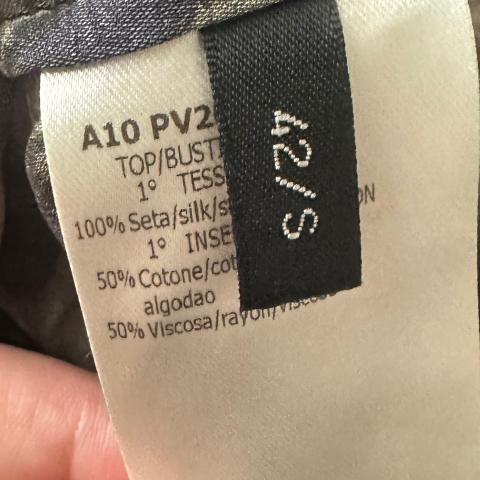 A10 PV2
TOP/BUST
1° TESS
100% Seta/silk/s
1° INSE
50% Cotone/cot
algodao
50% Viscosa/rayon/viscose
42/S